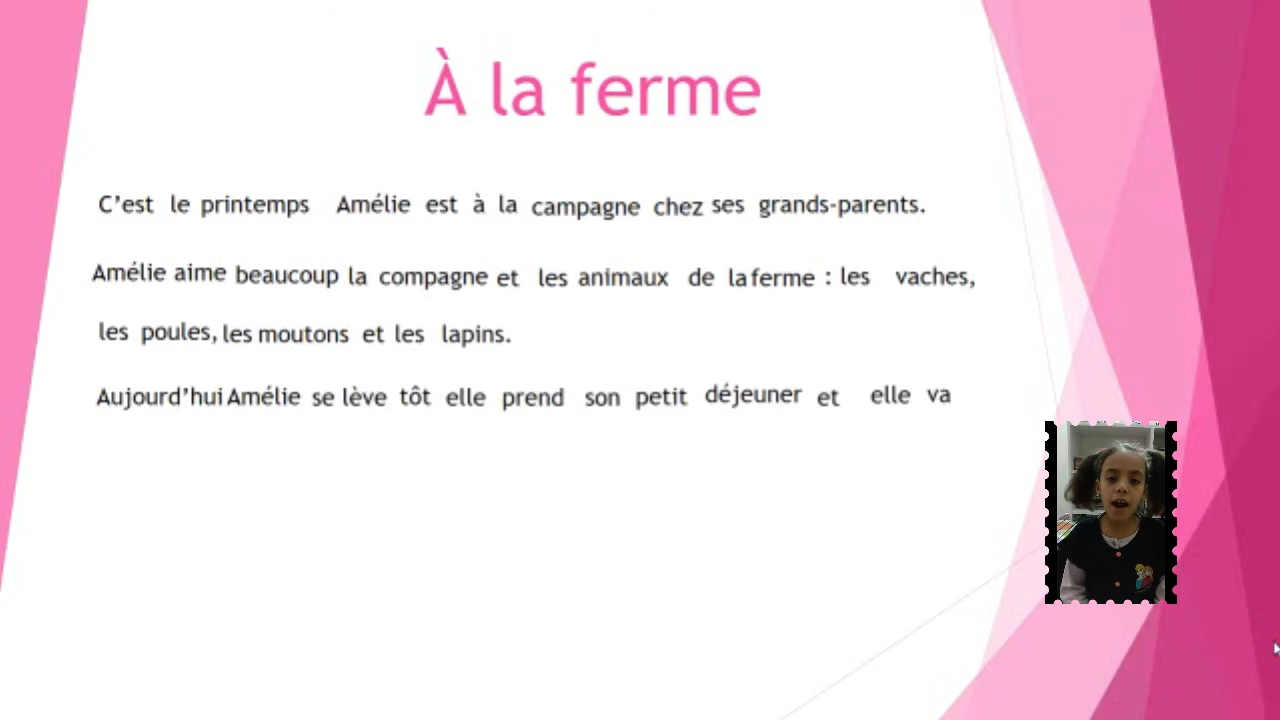 À la ferme
C’est le printemps Amélie est à la campagne chez ses grands-parents.
Amélie aime beaucoup la compagne et les animaux de la ferme : les vaches,
les poules, les moutons et les lapins.
Aujourd’hui Amélie se lève tôt elle prend son petit déjeuner et elle va